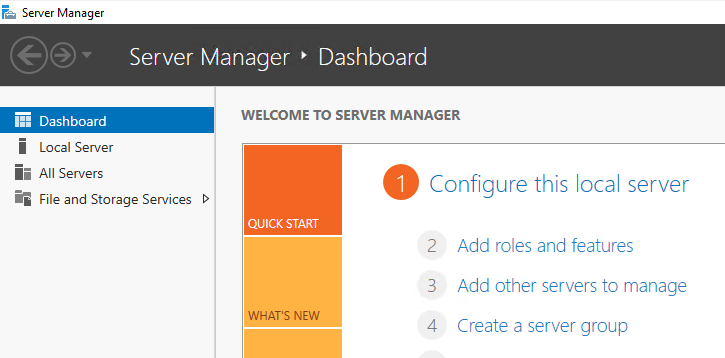 Server Manager
Server Manager ‣ Dashboard
Dashboard
Local Server
All Servers
File and Storage Services
WELCOME TO SERVER MANAGER
QUICK START
WHAT'S NEW
1 Configure this local server
2 Add roles and features
3 Add other servers to manage
4 Create a server group